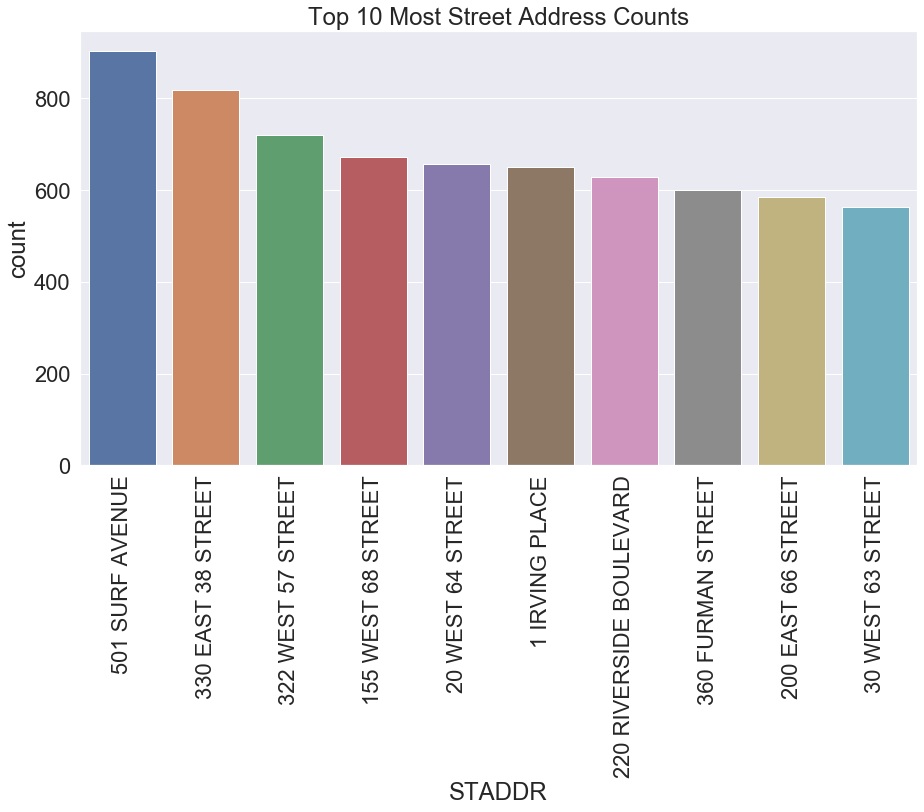 Top 10 Most Street Address Counts
count
800
600
400
200
0
501 SURF AVENUE
330 EAST 38 STREET
322 WEST 57 STREET
155 WEST 68 STREET
20 WEST 64 STREET
1 IRVING PLACE
220 RIVERSIDE BOULEVARD
360 FURMAN STREET
200 EAST 66 STREET
30 WEST 63 STREET
STADDR